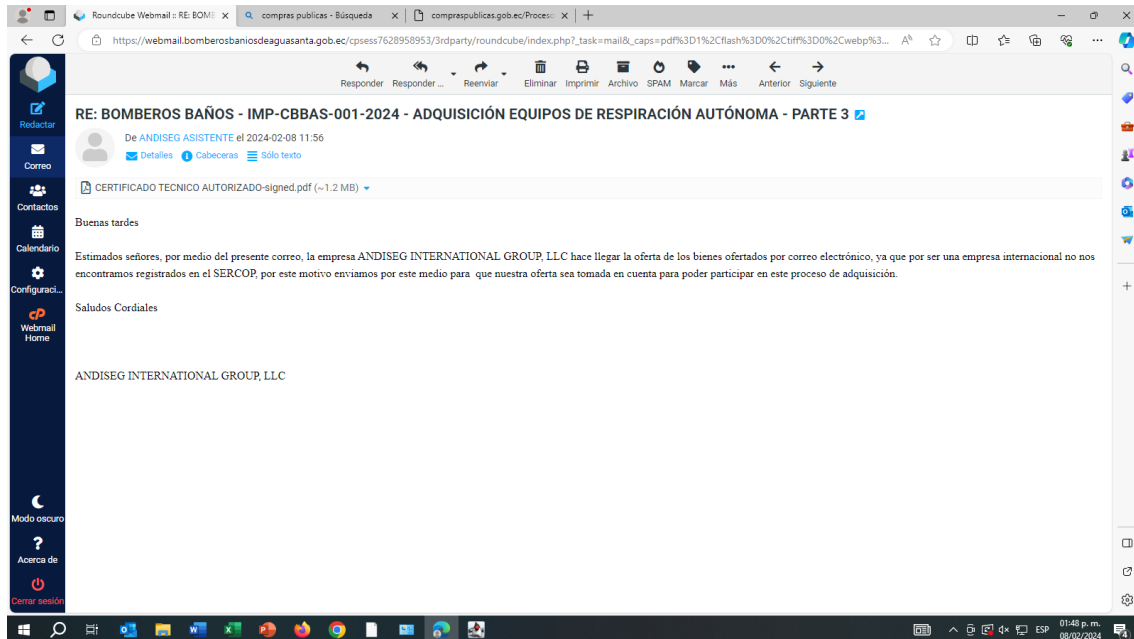 Roundcube Webmail :: RE: BOMB
compras publicas - Búsqueda
compraspublicas.gob.ec/Proceso
https://webmail.bomberosbaniosdeaguasanta.gob.ec/cpsess7628958953/3rdparty/roundcube/index.php?_task=mail&_caps=pdf%3D1%2Cflash%3D0%2Ctiff%3D0%2Cwebp%3...
Responder Responder ... Reenviar Eliminar Imprimir Archivo SPAM Marcar Más Anterior Siguiente
Redactar
Correo
Contactos
Calendario
Configuraci...
Webmail
Home
RE: BOMBEROS BAÑOS - IMP-CBBAS-001-2024 - ADQUISICIÓN EQUIPOS DE RESPIRACIÓN AUTÓNOMA - PARTE 3
De ANDISEG ASISTENTE el 2024-02-08 11:56
Detalles Cabeceras Sólo texto
CERTIFICADO TECNICO AUTORIZADO-signed.pdf (~1.2 MB)
Buenas tardes
Estimados señores, por medio del presente correo, la empresa ANDISEG INTERNATIONAL GROUP, LLC hace llegar la oferta de los bienes ofertados por correo electrónico, ya que por ser una empresa internacional no nos
encontramos registrados en el SERCOP, por este motivo enviamos por este medio para que nuestra oferta sea tomada en cuenta para poder participar en este proceso de adquisición.
Saludos Cordiales
ANDISEG INTERNATIONAL GROUP, LLC
Modo oscuro
Acerca de
Cerrar sesión
ESP
01:48 p. m.
08/02/2024